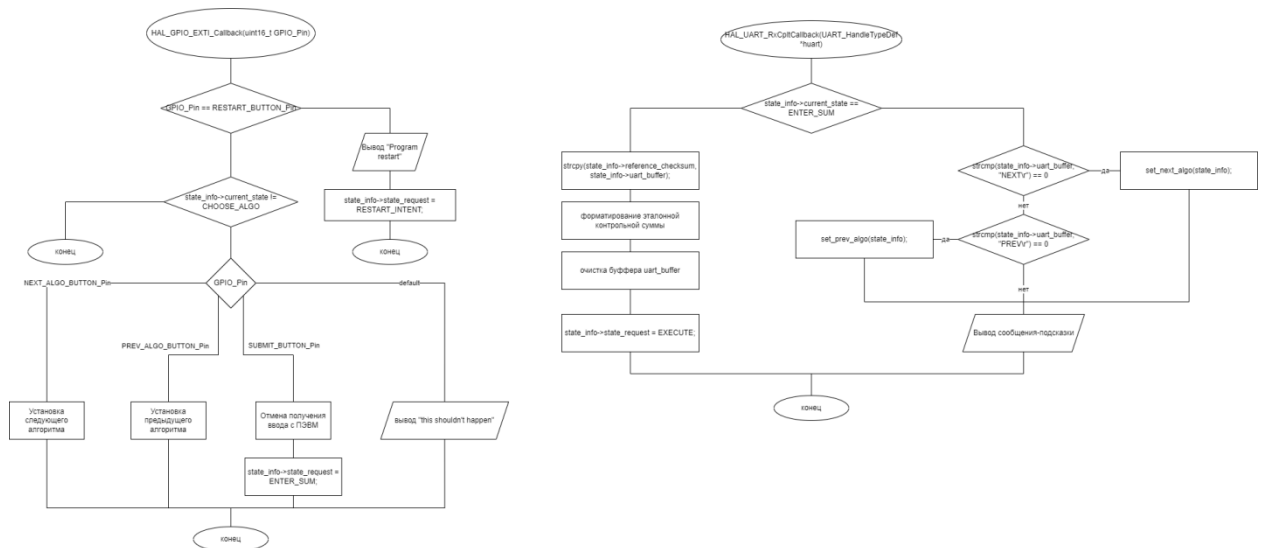 HAL_GPIO_EXTI_Callback(uint16_t GPIO_Pin)
GPIO_Pin == RESTART_BUTTON_Pin
Вывод "Program
restart"
state_info->state_request =
RESTART_INTENT;
конец
state_info->current_state !=
CHOOSE_ALGO
конец
GPIO_Pin
NEXT_ALGO_BUTTON_Pin
default
PREV_ALGO_BUTTON_Pin
SUBMIT_BUTTON_Pin
Установка
следующего
алгоритма
Установка
предыдущего
алгоритма
Отмена получения
ввода с ПЭВМ
вывод "this shouldn't happen"
state_info->state_request =
ENTER_SUM;
конец
HAL_UART_RxCpltCallback(UART_HandleTypeDef
*huart)
state_info->current_state ==
ENTER_SUM
strcpy(state_info->reference_checksum,
state_info->uart_buffer);
форматирование эталонной
контрольной суммы
очистка буффера uart_buffer
state_info->state_request = EXECUTE;
strcmp(state_info->uart_buffer,
"NEXT\r") == 0
да
set_next_algo(state_info);
нет
strcmp(state_info->uart_buffer,
"PREV\r") == 0
да
set_prev_algo(state_info);
нет
Вывод сообщения-подсказки
конец